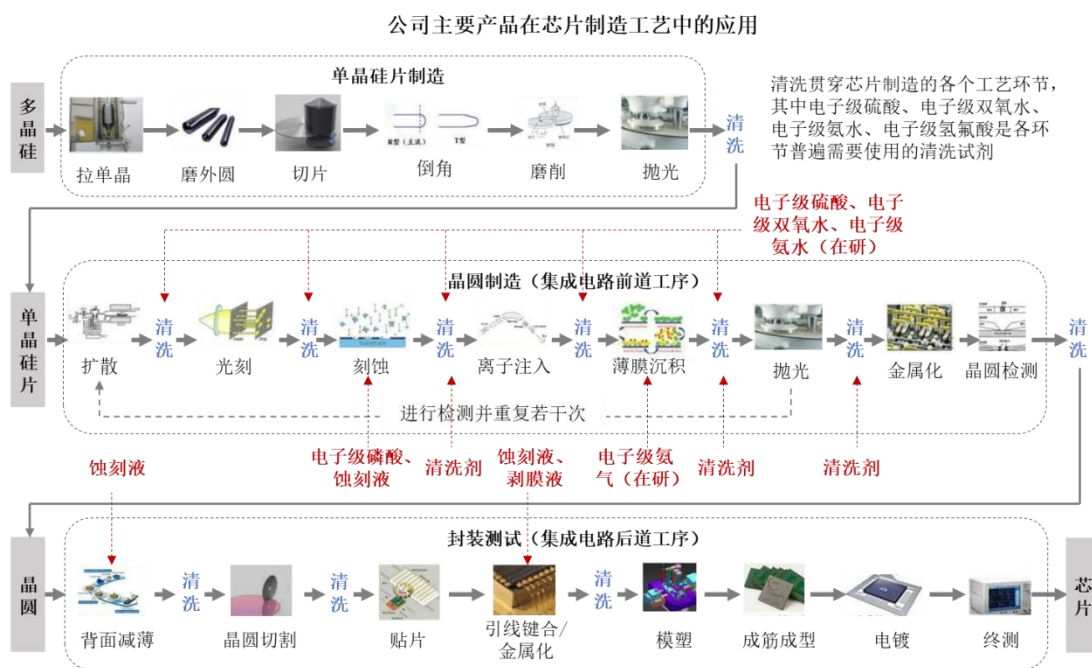 公司主要产品在芯片制造工艺中的应用
单晶硅片制造
多晶硅
拉单晶
磨外圆
切片
R型（主流）
T型
倒角
磨削
抛光
清洗
清洗贯穿芯片制造的各个工艺环节，
其中电子级硫酸、电子级双氧水、
电子级氨水、电子级氢氟酸是各环
节普遍需要使用的清洗试剂
电子级硫酸、电子
级双氧水、电子级
氨水（在研）
晶圆制造（集成电路前道工序）
单晶硅片
扩散
清洗
光刻
清洗
刻蚀
清洗
离子注入
清洗
薄膜沉积
清洗
抛光
清洗
金属化
晶圆检测
清洗
进行检测并重复若干次
蚀刻液
电子级磷酸、
蚀刻液
清洗剂
蚀刻液、
剥膜液
电子级氨
气（在研）
清洗剂
清洗剂
封装测试（集成电路后道工序）
晶圆
背面减薄
清洗
晶圆切割
清洗
贴片
引线键合/
金属化
清洗
模塑
成筋成型
电镀
终测
芯片